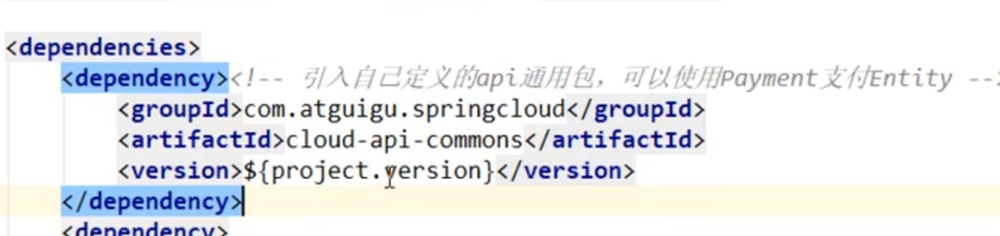 <dependencies>
<dependency><!-- 引入自己定义的api通用包，可以使用Payment支付Entity -->
<groupId>com.atguigu.springcloud</groupId>
<artifactId>cloud-api-commons</artifactId>
<version>${project.version}</version>
</dependency>
<dependency>